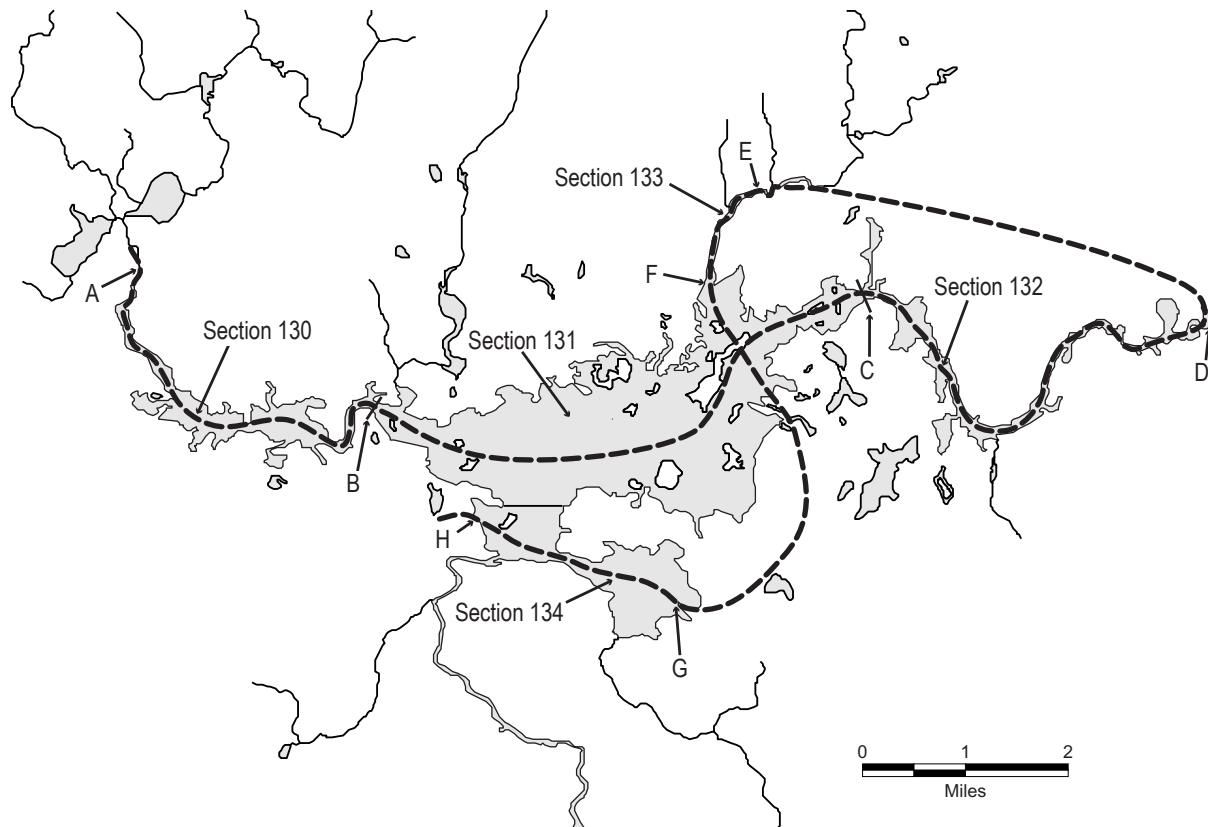 E
Section 133
F
A
Section 132
Section 130
Section 131
C
D
B
H
Section 134
G
0 1 2
Miles